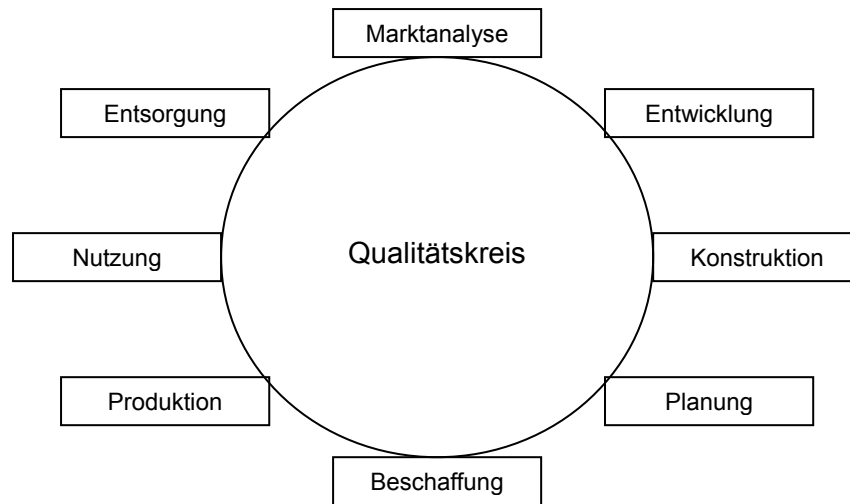 Marktanalyse
Entsorgung
Entwicklung
Nutzung
Qualitätskreis
Konstruktion
Produktion
Planung
Beschaffung